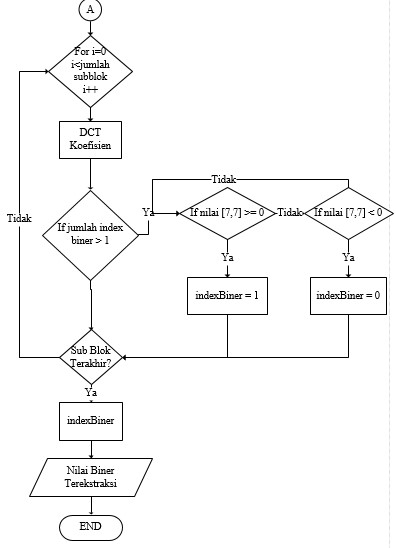 A
For i=0
i<jumlah
subblok
i++
DCT
Koefisien
Tidak
Ya
If nilai [7,7] >= 0
Tidak
If nilai [7,7] < 0
If jumlah index
biner > 1
Tidak
Ya
Ya
indexBiner = 1
indexBiner = 0
Sub Blok
Terakhir?
Ya
indexBiner
Nilai Biner
Terekstraksi
END